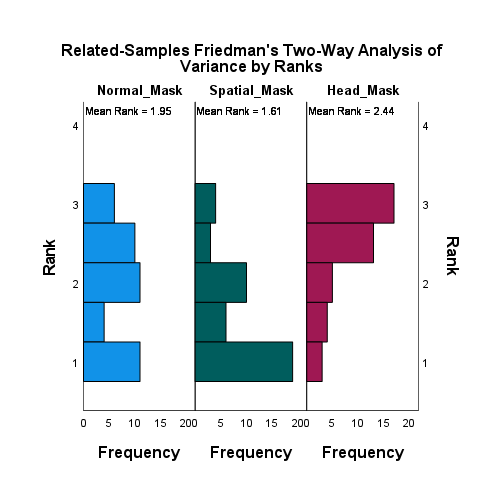 Related-Samples Friedman's Two-Way Analysis of
Variance by Ranks
Normal_Mask Spatial_Mask Head_Mask
Mean Rank = 1.95 Mean Rank = 1.61 Mean Rank = 2.44
4 4
3 3
Rank Rank
2 2
1 1
0 5 10 15 20 0 5 10 15 20 0 5 10 15 20
Frequency Frequency Frequency